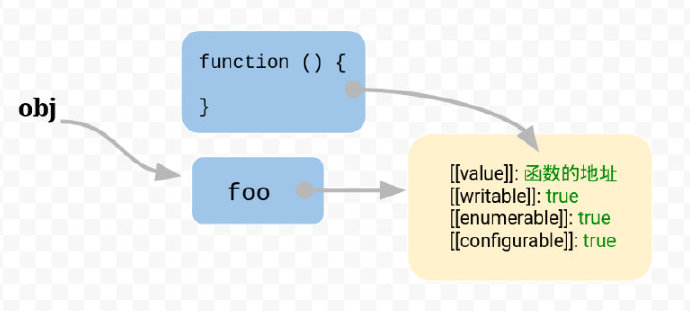 function () {
}
obj
foo
[[value]]: 函数的地址
[[writable]]: true
[[enumerable]]: true
[[configurable]]: true